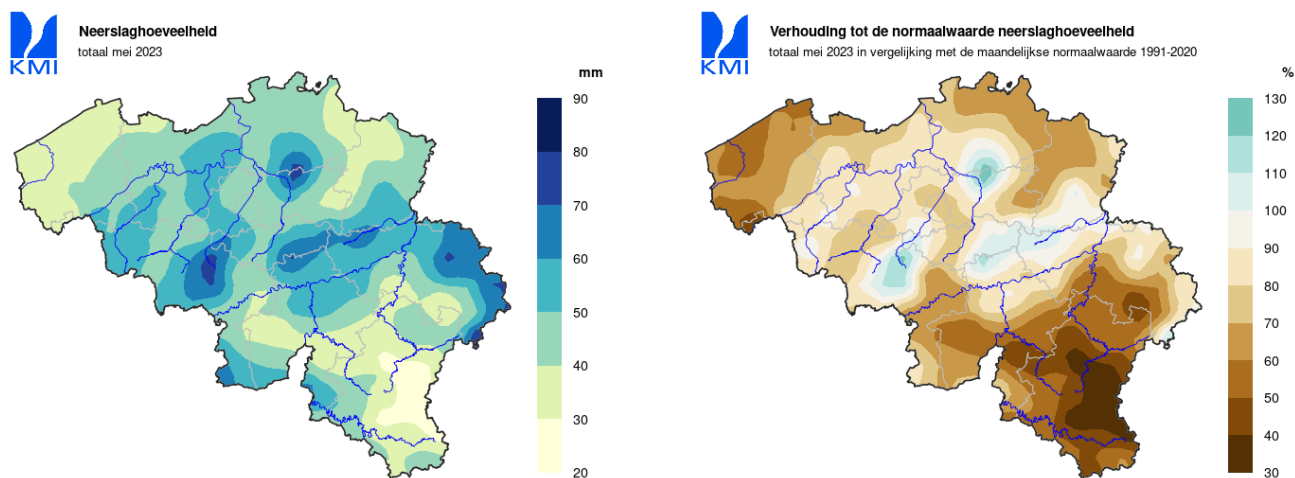 KMI
Neerslaghoeveelheid
totaal mei 2023
mm
90
80
70
60
50
40
30
20
KMI
Verhouding tot de normaalwaarde neerslaghoeveelheid
totaal mei 2023 in vergelijking met de maandelijkse normaalwaarde 1991-2020
%
130
120
110
100
90
80
70
60
50
40
30